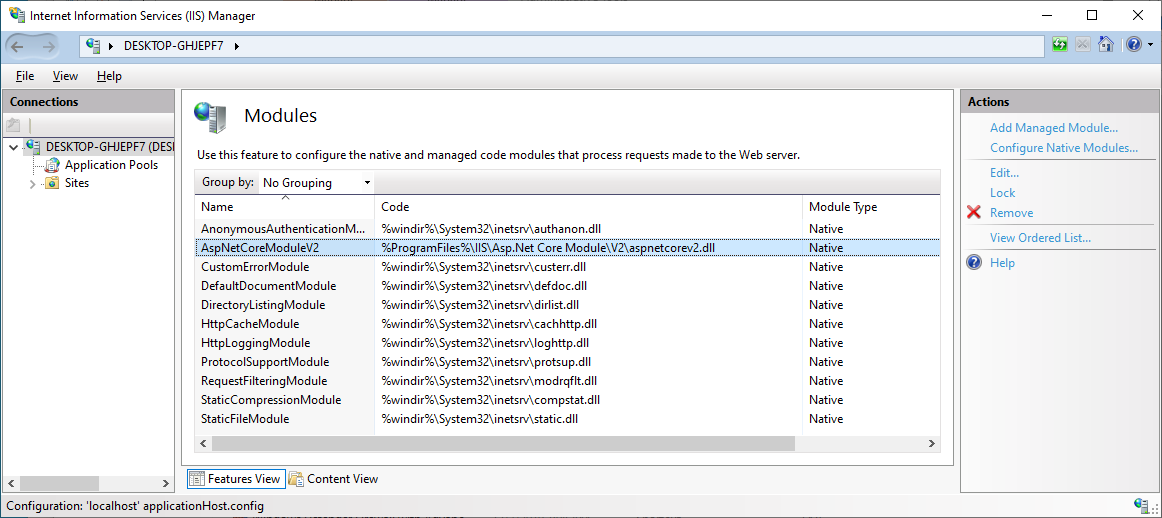 Internet Information Services (IIS) Manager
DESKTOP-GHJEPF7
File View Help
Connections
DESKTOP-GHJEPF7 (DESI
Application Pools
Sites
Modules
Use this feature to configure the native and managed code modules that process requests made to the Web server.
Group by: No Grouping
Name Code Module Type
AnonymousAuthenticationM... %windir%\System32\inetsrv\authanon.dll Native
AspNetCoreModuleV2 %ProgramFiles%\IIS\Asp.Net Core Module\V2\aspnetcorev2.dll Native
CustomErrorModule %windir%\System32\inetsrv\custerr.dll Native
DefaultDocumentModule %windir%\System32\inetsrv\defdoc.dll Native
DirectoryListingModule %windir%\System32\inetsrv\dirlist.dll Native
HttpCacheModule %windir%\System32\inetsrv\cachhttp.dll Native
HttpLoggingModule %windir%\System32\inetsrv\loghttp.dll Native
ProtocolSupportModule %windir%\System32\inetsrv\protsup.dll Native
RequestFilteringModule %windir%\System32\inetsrv\modrqflt.dll Native
StaticCompressionModule %windir%\System32\inetsrv\compstat.dll Native
StaticFileModule %windir%\System32\inetsrv\static.dll Native
Features View Content View
Actions
Add Managed Module...
Configure Native Modules...
Edit...
Lock
Remove
View Ordered List...
Help
Configuration: 'localhost' applicationHost.config